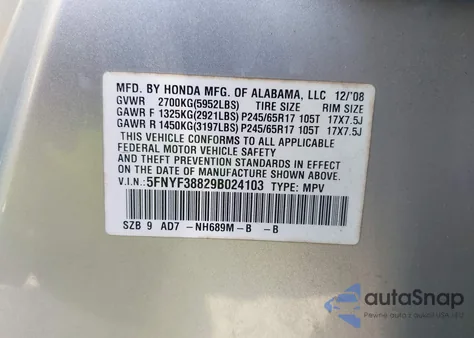 MFD. BY HONDA MFG. OF ALABAMA, LLC 12/'08
GVWR 2700KG(5952LBS) TIRE SIZE RIM SIZE
GAWR F 1325KG(2921LBS) P245/65R17 105T 17X7.5J
GAWR R 1450KG(3197LBS) P245/65R17 105T 17X7.5J
THIS VEHICLE CONFORMS TO ALL APPLICABLE
FEDERAL MOTOR VEHICLE SAFETY AND
THEFT PREVENTION STANDARDS IN EFFECT ON
THE DATE OF MANUFACTURE SHOWN ABOVE.
V.I.N.: 5FNYF38829B024103 TYPE: MPV
SZB 9 AD7 -NH689M-B -B
autoSnap
Pewne auta z USA